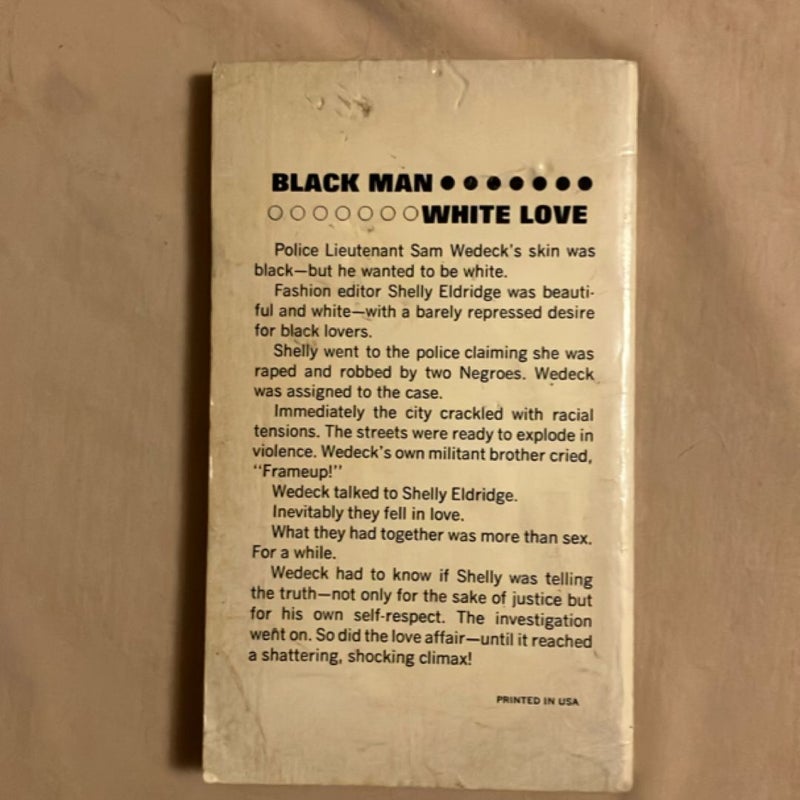 BLACK MAN ●●●●●●●
○○○○○○○WHITE LOVE
Police Lieutenant Sam Wedeck's skin was
black—but he wanted to be white.
Fashion editor Shelly Eldridge was beauti-
ful and white—with a barely repressed desire
for black lovers.
Shelly went to the police claiming she was
raped and robbed by two Negroes. Wedeck
was assigned to the case.
Immediately the city crackled with racial
tensions. The streets were ready to explode in
violence. Wedeck's own militant brother cried,
"Frameup!"
Wedeck talked to Shelly Eldridge.
Inevitably they fell in love.
What they had together was more than sex.
For a while.
Wedeck had to know if Shelly was telling
the truth—not only for the sake of justice but
for his own self-respect. The investigation
went on. So did the love affair—until it reached
a shattering, shocking climax!
PRINTED IN USA